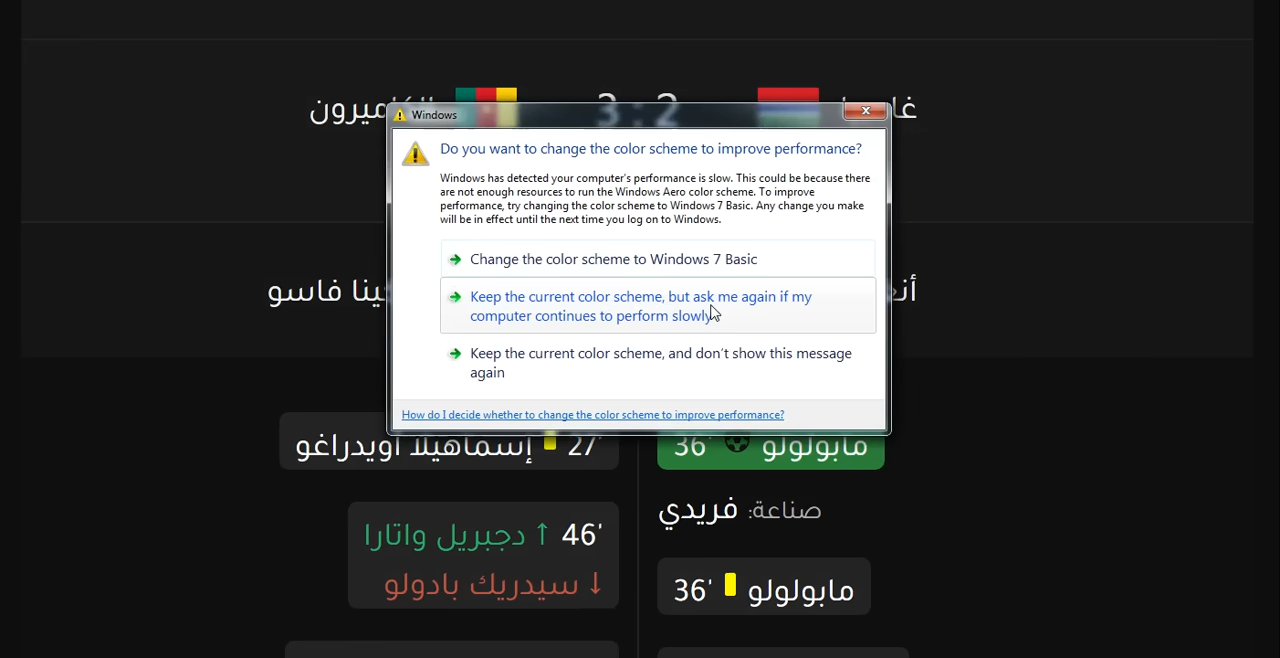 3 : 2
Windows
Do you want to change the color scheme to improve performance?
Windows has detected your computer's performance is slow. This could be because there
are not enough resources to run the Windows Aero color scheme. To improve
performance, try changing the color scheme to Windows 7 Basic. Any change you make
will be in effect until the next time you log on to Windows.
Change the color scheme to Windows 7 Basic
Keep the current color scheme, but ask me again if my
computer continues to perform slowly
Keep the current color scheme, and don't show this message
again
How do I decide whether to change the color scheme to improve performance?
مابولولو 36'
27' إسماهيلا أويدراغو
صناعة: فريدي
46' ↑ دجبريل واتارا
↓ سيدريك بادولو
مابولولو 36'